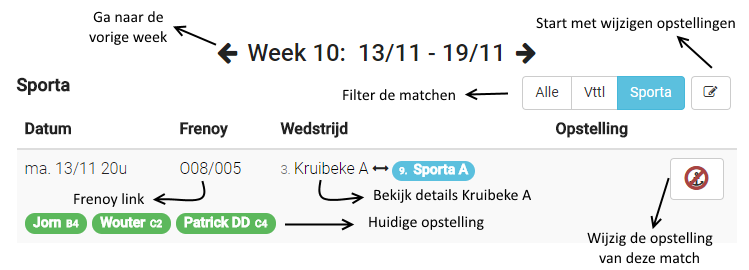 Ga naar de
vorige week
Start met wijzigen opstellingen
Week 10: 13/11 - 19/11
Sporta
Filter de matchen
Alle Vttl Sporta
Datum Frenoy Wedstrijd Opstelling
ma. 13/11 20u O08/005 3. Kruibeke A 9. Sporta A
Frenoy link Bekijk details Kruibeke A
Jorn B4 Wouter C2 Patrick DD C4 Huidige opstelling
Wijzig de opstelling
van deze match